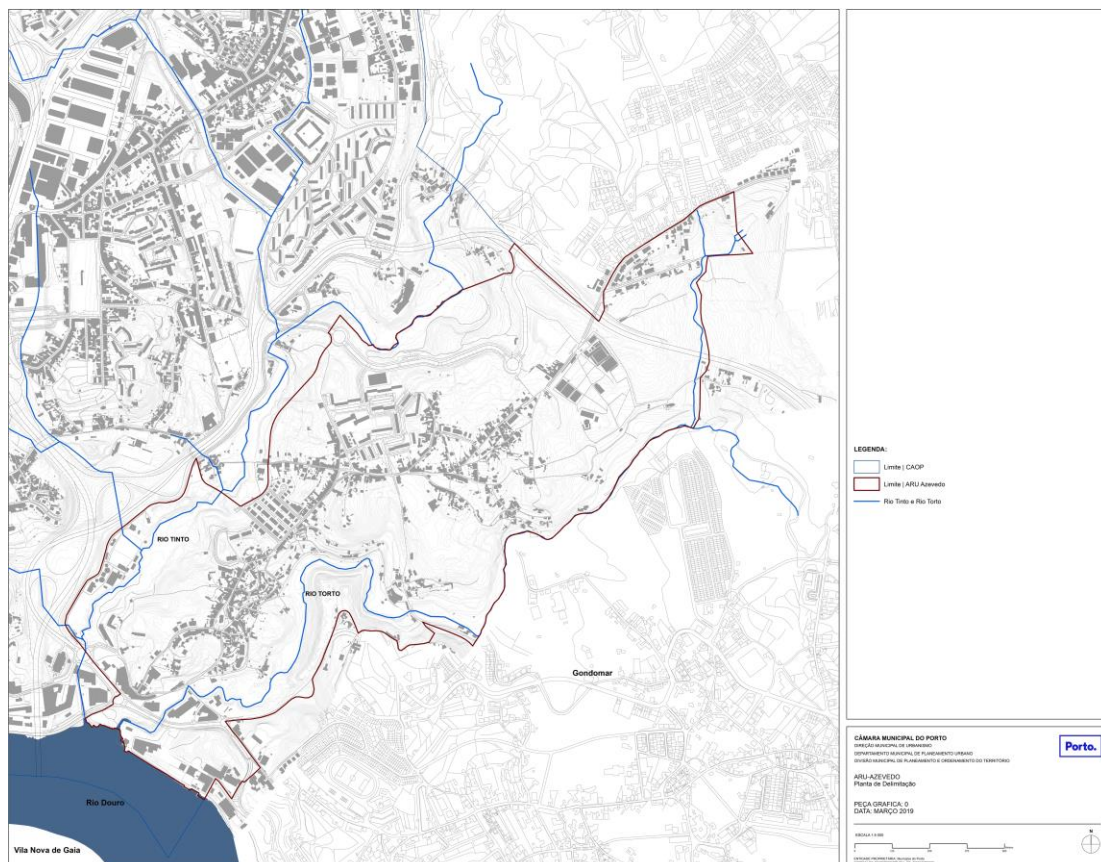 RIO TINTO
RIO TORTO
Gondomar
Rio Douro
Vila Nova de Gaia
LEGENDA:
Limite | CAOP
Limite | ARU Azevedo
Rio Tinto e Rio Torto
CÂMARA MUNICIPAL DO PORTO
DIREÇÃO MUNICIPAL DE URBANISMO
DEPARTAMENTO MUNICIPAL DE PLANEAMENTO URBANO
DIVISÃO MUNICIPAL DE PLANEAMENTO E ORDENAMENTO DO TERRITÓRIO
Porto.
ARU-AZEVEDO
Planta de Delimitação
PEÇA GRAFICA: 0
DATA: MARÇO 2019
N